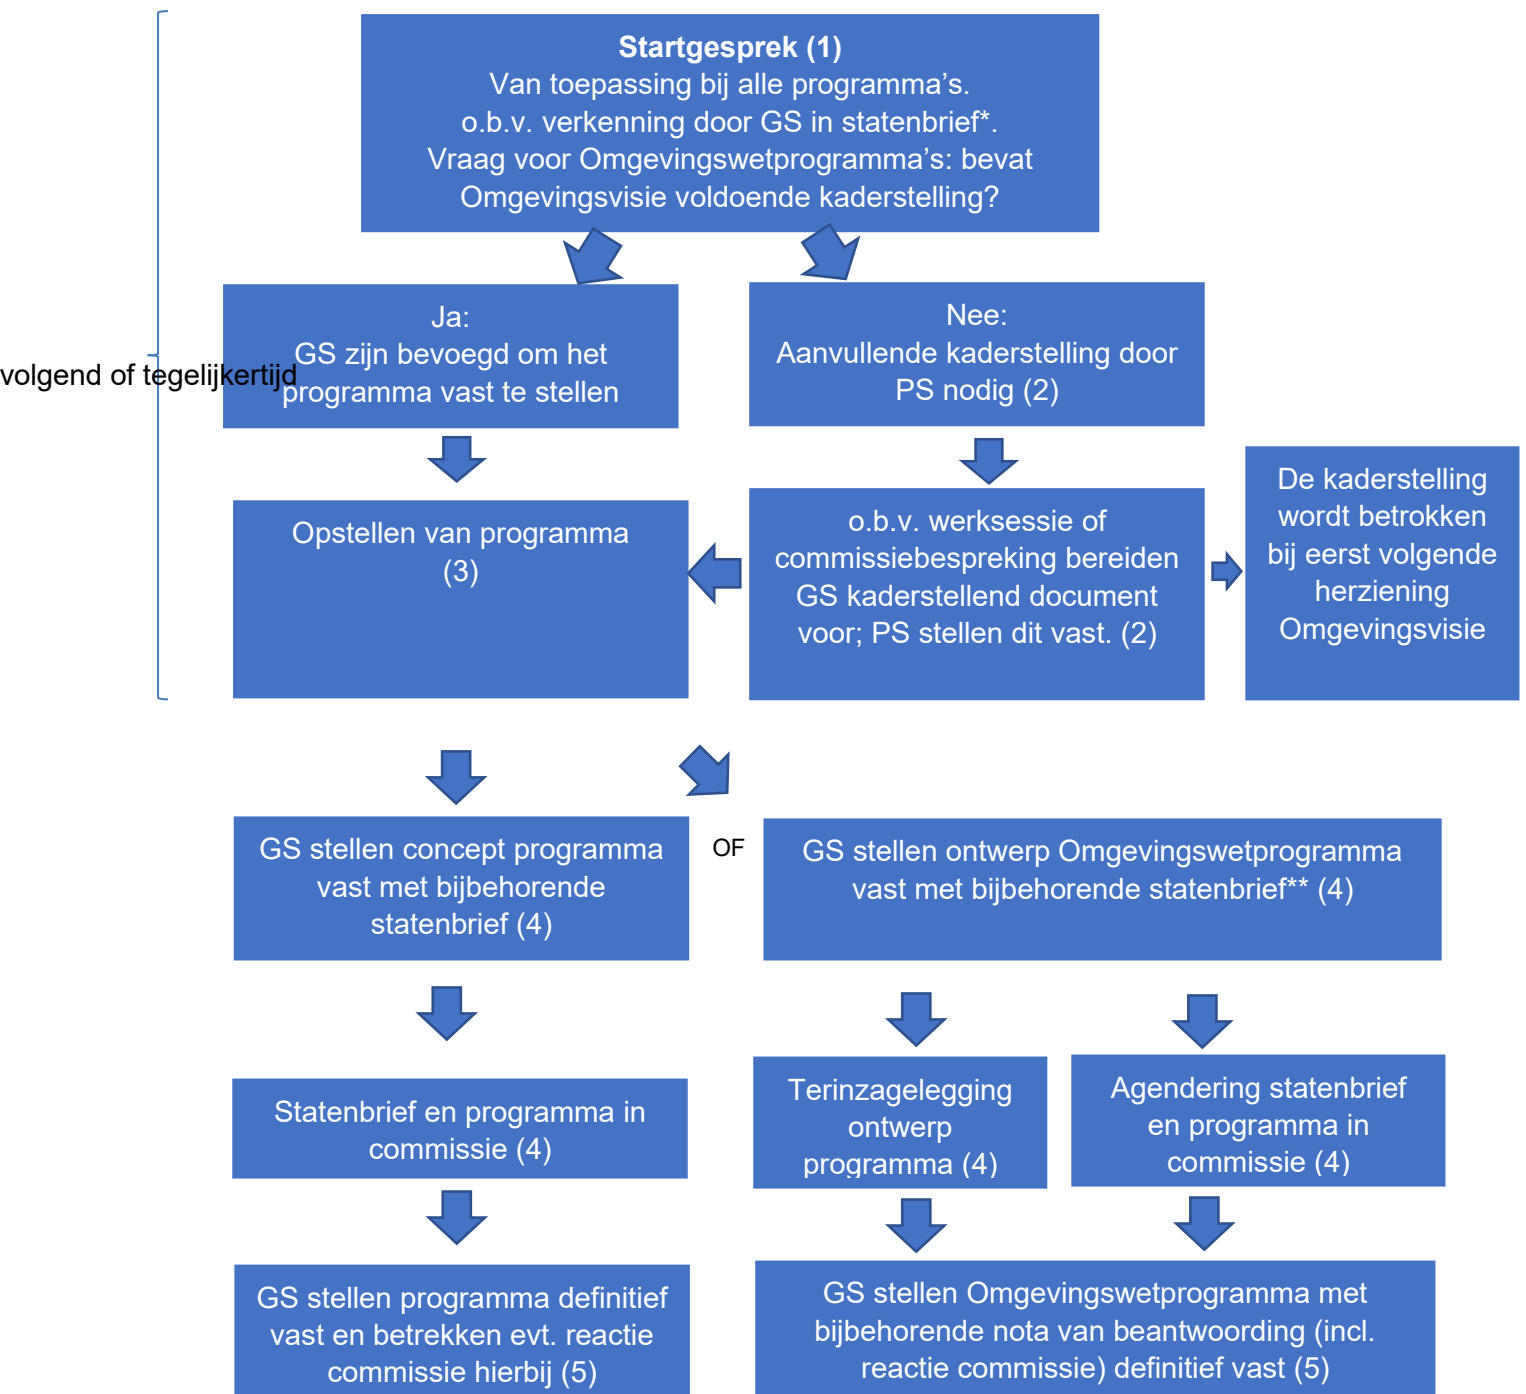 Startgesprek (1)
Van toepassing bij alle programma’s.
o.b.v. verkenning door GS in statenbrief*.
Vraag voor Omgevingswetprogramma’s: bevat
Omgevingsvisie voldoende kaderstelling?
Ja:
GS zijn bevoegd om het
programma vast te stellen
Nee:
Aanvullende kaderstelling door
PS nodig (2)
volgend of tegelijkertijd
Opstellen van programma
(3)
o.b.v. werksessie of
commissiebespreking bereiden
GS kaderstellend document
voor; PS stellen dit vast. (2)
De kaderstelling
wordt betrokken
bij eerst volgende
herziening
Omgevingsvisie
GS stellen concept programma
vast met bijbehorende
statenbrief (4)
OF
GS stellen ontwerp Omgevingswetprogramma
vast met bijbehorende statenbrief** (4)
Statenbrief en programma in
commissie (4)
Terinzagelegging
ontwerp
programma (4)
Agendering statenbrief
en programma in
commissie (4)
GS stellen programma definitief
vast en betrekken evt. reactie
commissie hierbij (5)
GS stellen Omgevingswetprogramma met
bijbehorende nota van beantwoording (incl.
reactie commissie) definitief vast (5)